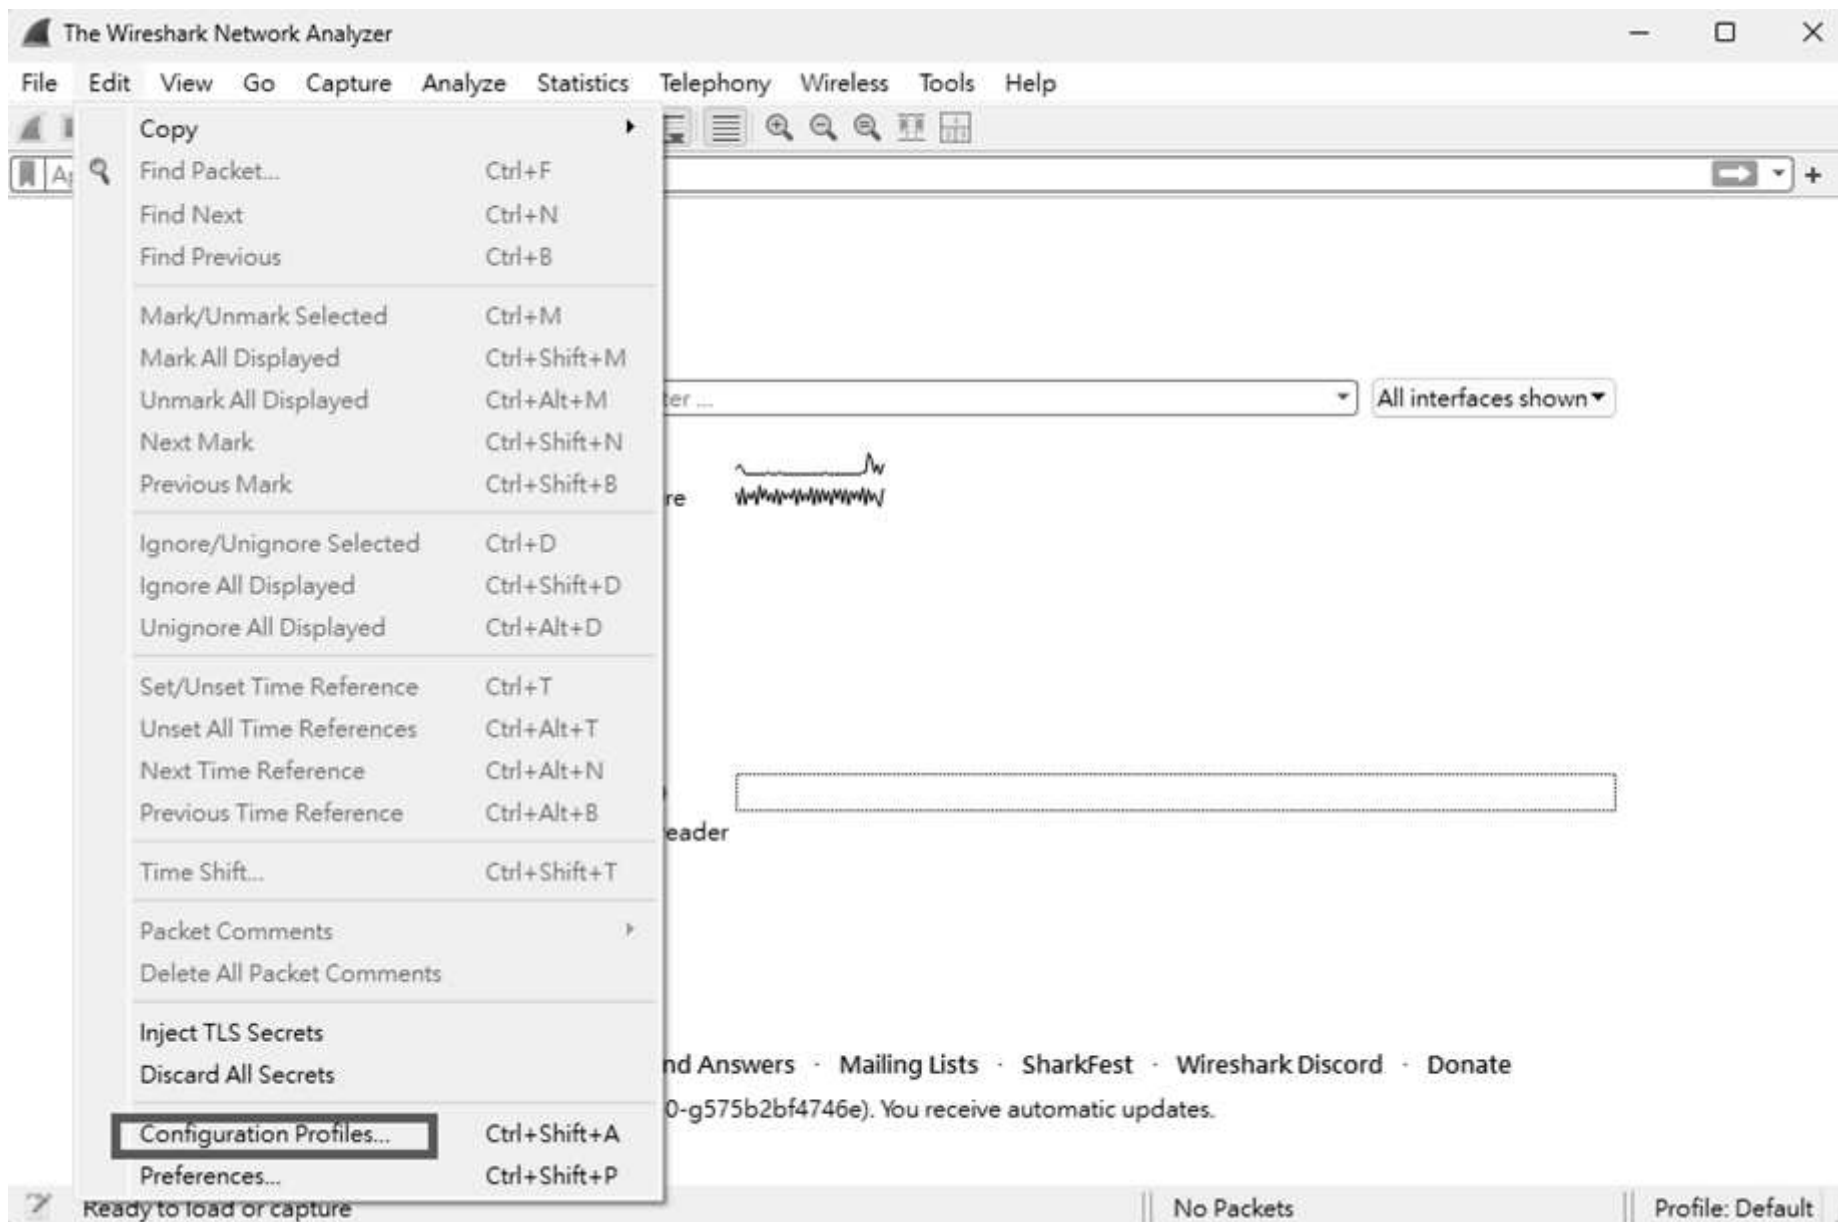 The Wireshark Network Analyzer
File Edit View Go Capture Analyze Statistics Telephony Wireless Tools Help
Copy
Find Packet... Ctrl+F
Find Next Ctrl+N
Find Previous Ctrl+B
Mark/Unmark Selected Ctrl+M
Mark All Displayed Ctrl+Shift+M
Unmark All Displayed Ctrl+Alt+M
All interfaces shown
Next Mark Ctrl+Shift+N
Previous Mark Ctrl+Shift+B
re
Ignore/Unignore Selected Ctrl+D
Ignore All Displayed Ctrl+Shift+D
Unignore All Displayed Ctrl+Alt+D
Set/Unset Time Reference Ctrl+T
Unset All Time References Ctrl+Alt+T
Next Time Reference Ctrl+Alt+N
Previous Time Reference Ctrl+Alt+B
eader
Time Shift... Ctrl+Shift+T
Packet Comments
Delete All Packet Comments
Inject TLS Secrets
Discard All Secrets
nd Answers · Mailing Lists · SharkFest · Wireshark Discord · Donate
0-g575b2bf4746e). You receive automatic updates.
Configuration Profiles... Ctrl+Shift+A
Preferences... Ctrl+Shift+P
Ready to load or capture No Packets Profile: Default